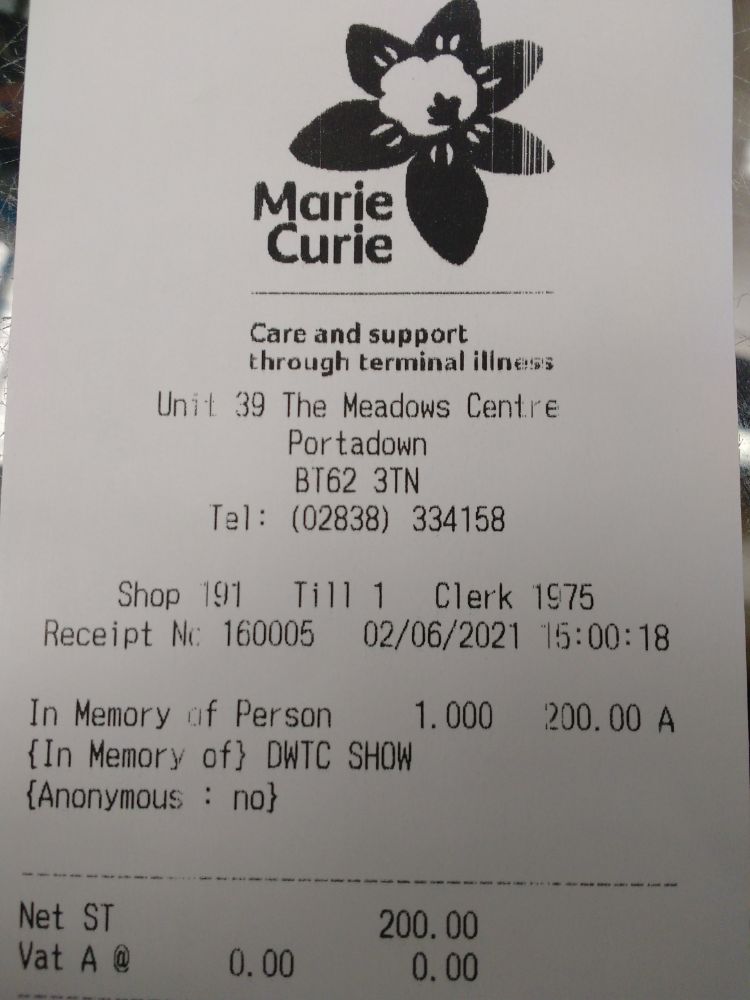 Marie
Curie
Care and support
through terminal illness
Unit 39 The Meadows Centre
Portadown
BT62 3TN
Tel: (02838) 334158
Shop 191 Till 1 Clerk 1975
Receipt No 160005 02/06/2021 15:00:18
In Memory of Person 1.000 200.00 A
{In Memory of} DWTC SHOW
{Anonymous : no}
Net ST 200.00
Vat A @ 0.00 0.00